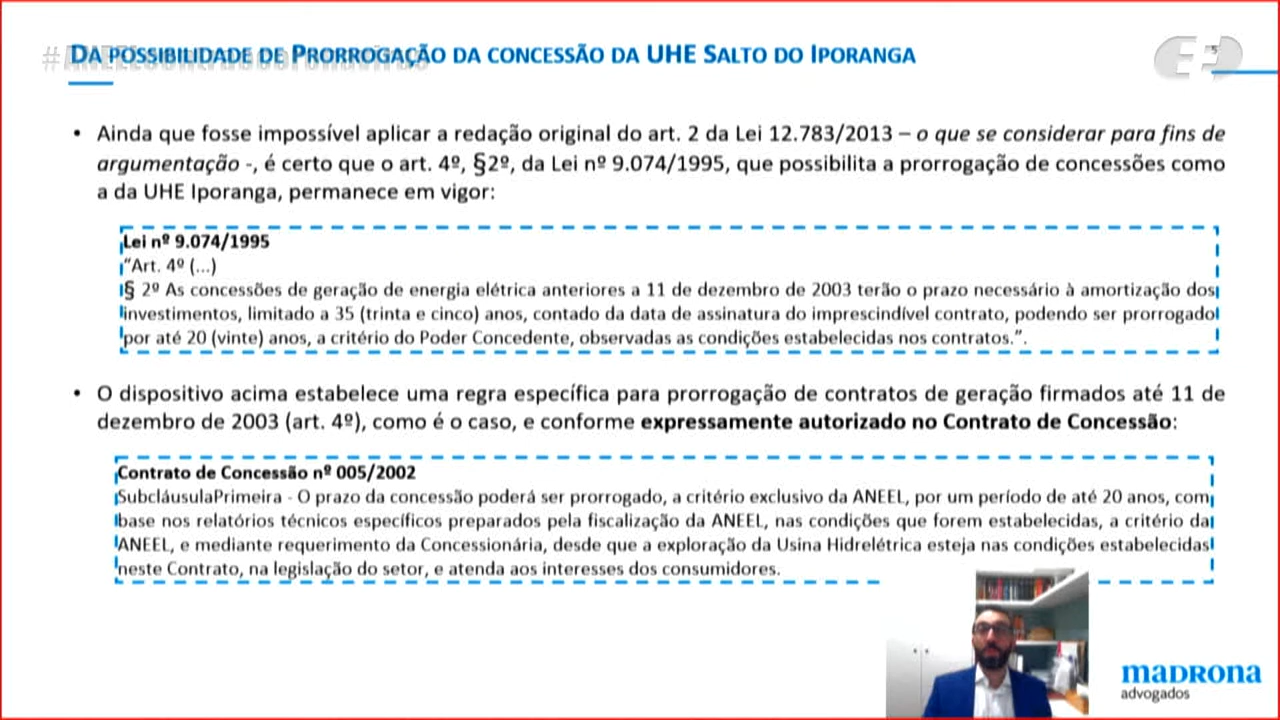 DA POSSIBILIDADE DE PRORROGAÇÃO DA CONCESSÃO DA UHE SALTO DO IPORANGA
5
• Ainda que fosse impossível aplicar a redação original do art. 2 da Lei 12.783/2013 – o que se considerar para fins de
argumentação -, é certo que o art. 4º, §2º, da Lei nº 9.074/1995, que possibilita a prorrogação de concessões como
a da UHE Iporanga, permanece em vigor:
Lei nº 9.074/1995
“Art. 4º (...)
§ 2º As concessões de geração de energia elétrica anteriores a 11 de dezembro de 2003 terão o prazo necessário à amortização dos
investimentos, limitado a 35 (trinta e cinco) anos, contado da data de assinatura do imprescindível contrato, podendo ser prorrogado
por até 20 (vinte) anos, a critério do Poder Concedente, observadas as condições estabelecidas nos contratos.”.
• O dispositivo acima estabelece uma regra específica para prorrogação de contratos de geração firmados até 11 de
dezembro de 2003 (art. 4º), como é o caso, e conforme expressamente autorizado no Contrato de Concessão:
Contrato de Concessão nº 005/2002
SubcláusulaPrimeira - O prazo da concessão poderá ser prorrogado, a critério exclusivo da ANEEL, por um período de até 20 anos, com
base nos relatórios técnicos específicos preparados pela fiscalização da ANEEL, nas condições que forem estabelecidas, a critério da
ANEEL, e mediante requerimento da Concessionária, desde que a exploração da Usina Hidrelétrica esteja nas condições estabelecidas
neste Contrato, na legislação do setor, e atenda aos interesses dos consumidores.
maDRONa
advogados